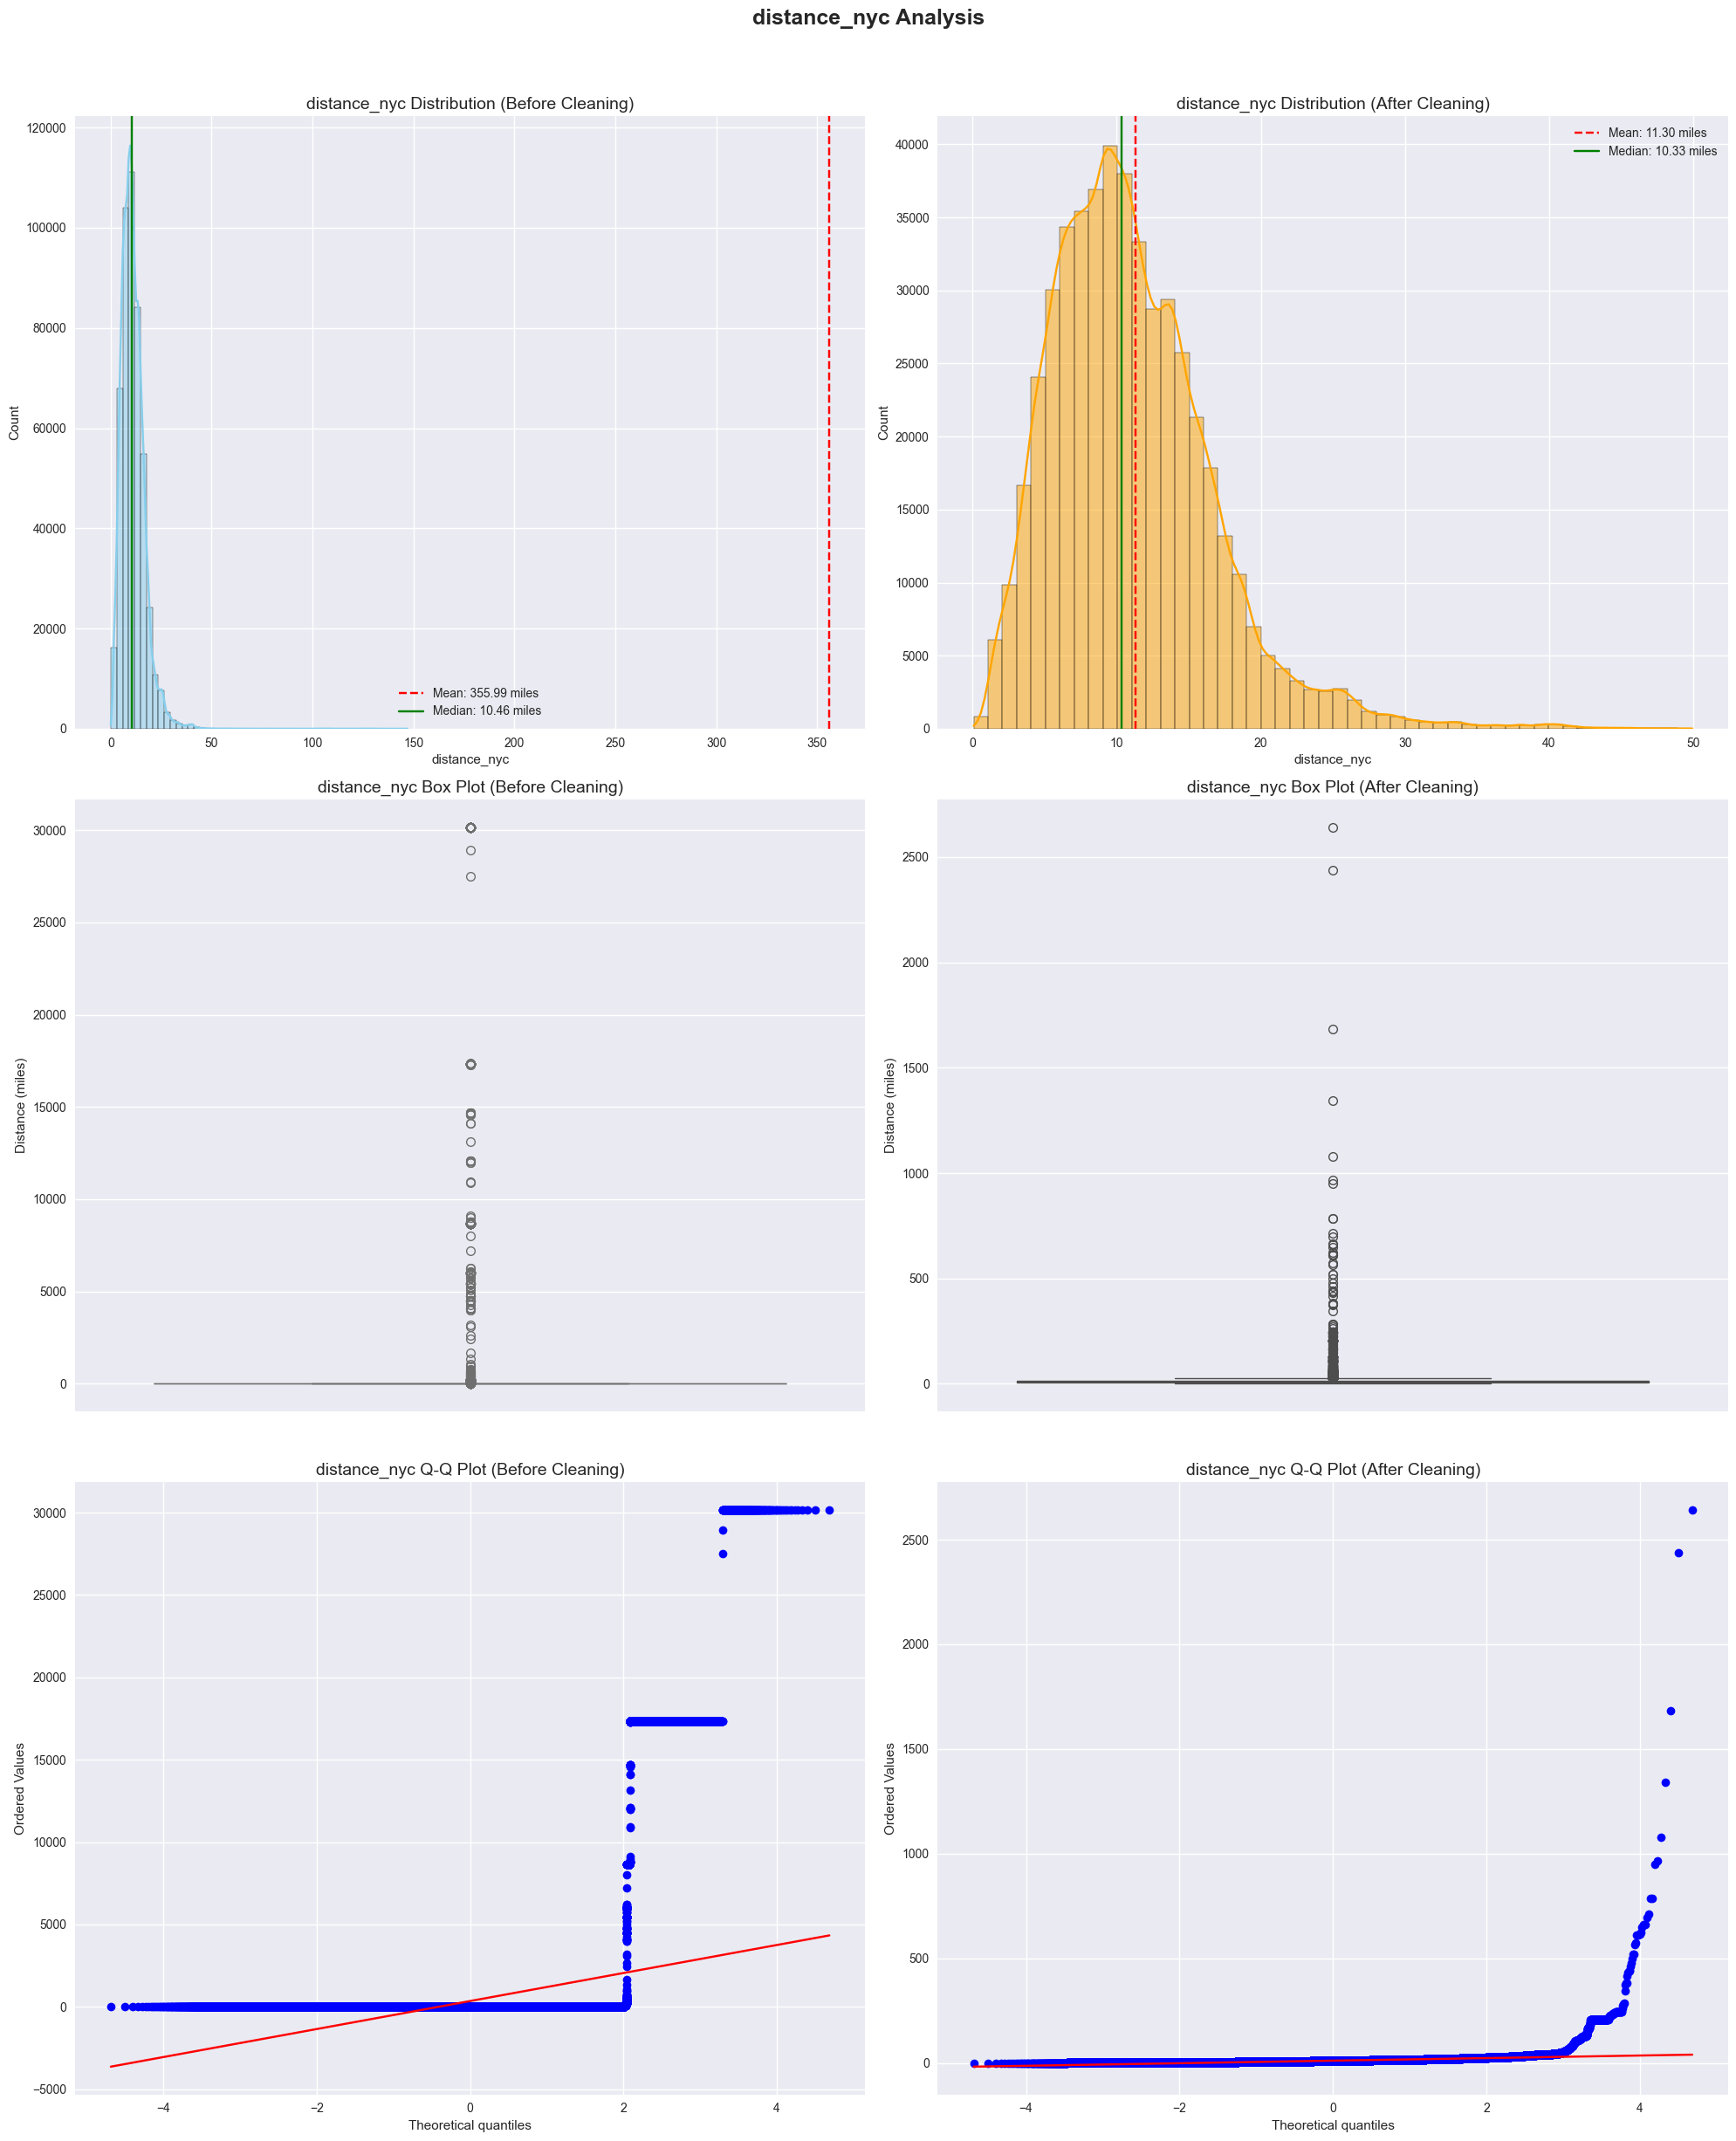 distance_nyc Analysis
distance_nyc Distribution (Before Cleaning)
120000
100000
80000
60000
40000
20000
0
Count
Mean: 355.99 miles
Median: 10.46 miles
0 50 100 150 200 250 300 350
distance_nyc
distance_nyc Distribution (After Cleaning)
Mean: 11.30 miles
Median: 10.33 miles
40000
35000
30000
25000
20000
15000
10000
5000
0
Count
0 10 20 30 40 50
distance_nyc
distance_nyc Box Plot (Before Cleaning)
30000
25000
20000
15000
10000
5000
0
Distance (miles)
distance_nyc Box Plot (After Cleaning)
2500
2000
1500
1000
500
0
Distance (miles)
distance_nyc Q-Q Plot (Before Cleaning)
30000
25000
20000
15000
10000
5000
0
−5000
Ordered Values
−4 −2 0 2 4
Theoretical quantiles
distance_nyc Q-Q Plot (After Cleaning)
2500
2000
1500
1000
500
0
Ordered Values
−4 −2 0 2 4
Theoretical quantiles